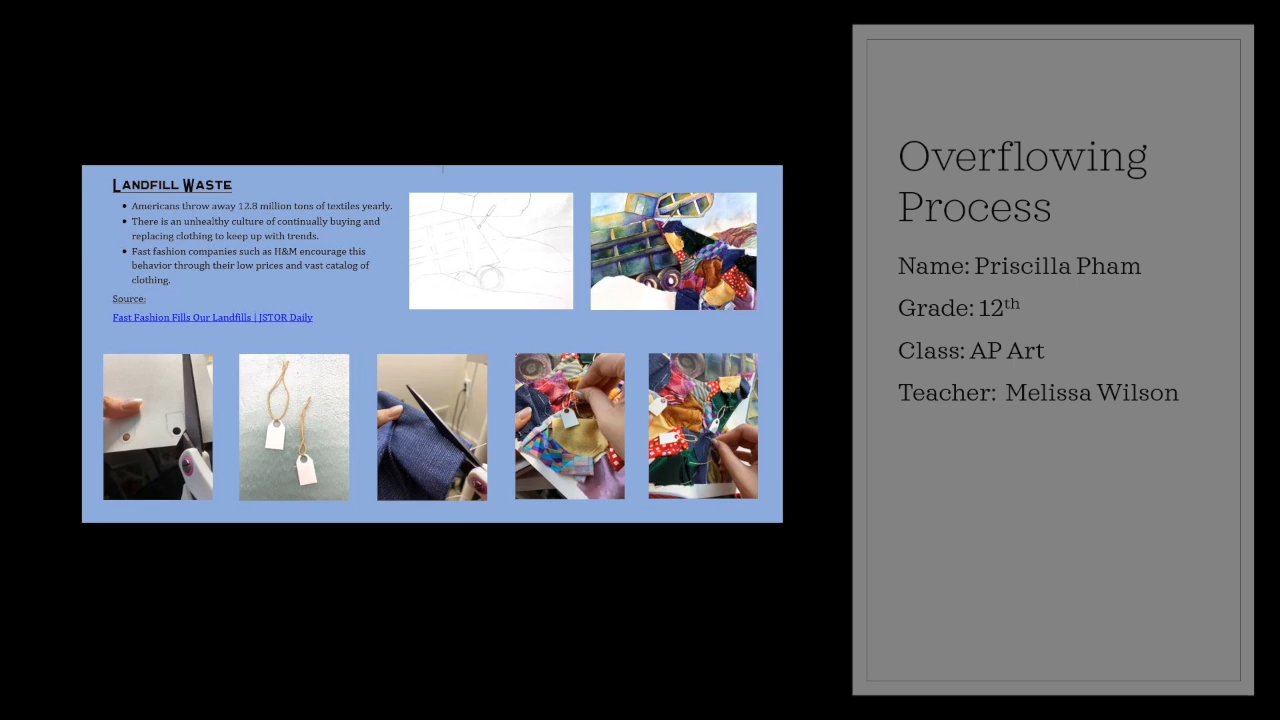 Landfill Waste
• Americans throw away 12.8 million tons of textiles yearly.
• There is an unhealthy culture of continually buying and
replacing clothing to keep up with trends.
• Fast fashion companies such as H&M encourage this
behavior through their low prices and vast catalog of
clothing.
Source:
Fast Fashion Fills Our Landfills | JSTOR Daily
Overflowing
Process
Name: Priscilla Pham
Grade: 12th
Class: AP Art
Teacher: Melissa Wilson